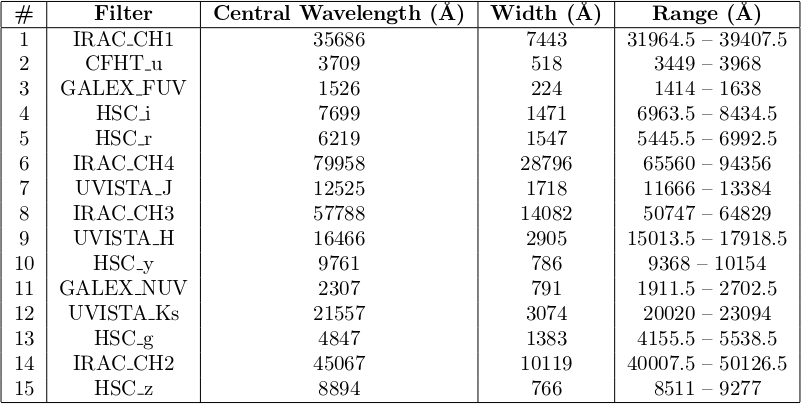 # Filter Central Wavelength (Å) Width (Å) Range (Å)
1 IRAC_CH1 35686 7443 31964.5 – 39407.5
2 CFHT_u 3709 518 3449 – 3968
3 GALEX_FUV 1526 224 1414 – 1638
4 HSC_i 7699 1471 6963.5 – 8434.5
5 HSC_r 6219 1547 5445.5 – 6992.5
6 IRAC_CH4 79958 28796 65560 – 94356
7 UVISTA_J 12525 1718 11666 – 13384
8 IRAC_CH3 57788 14082 50747 – 64829
9 UVISTA_H 16466 2905 15013.5 – 17918.5
10 HSC_y 9761 786 9368 – 10154
11 GALEX_NUV 2307 791 1911.5 – 2702.5
12 UVISTA_Ks 21557 3074 20020 – 23094
13 HSC_g 4847 1383 4155.5 – 5538.5
14 IRAC_CH2 45067 10119 40007.5 – 50126.5
15 HSC_z 8894 766 8511 – 9277